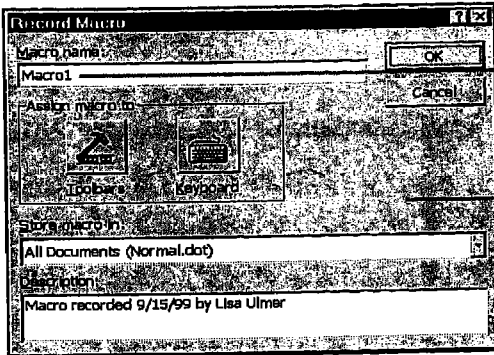 Record Macro
Macro name:
Macro1
OK
Cancel
Assign macro to
Toolbars
Keyboard
Store macro in:
All Documents (Normal.dot)
Description:
Macro recorded 9/15/99 by Lisa Ulmer